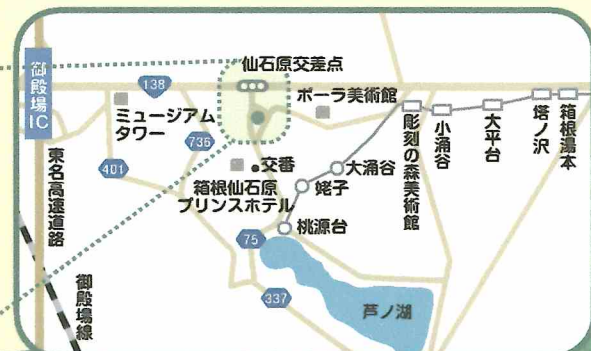 仙石原交差点
御殿場IC
138
ポーラ美術館
ミュージアム
タワー
736
401
交番
箱根仙石原
プリンスホテル
大涌谷
姥子
桃源台
彫刻の森美術館
小涌谷
大平台
塔ノ沢
箱根湯本
東名高速道路
75
御殿場線
337
芦ノ湖